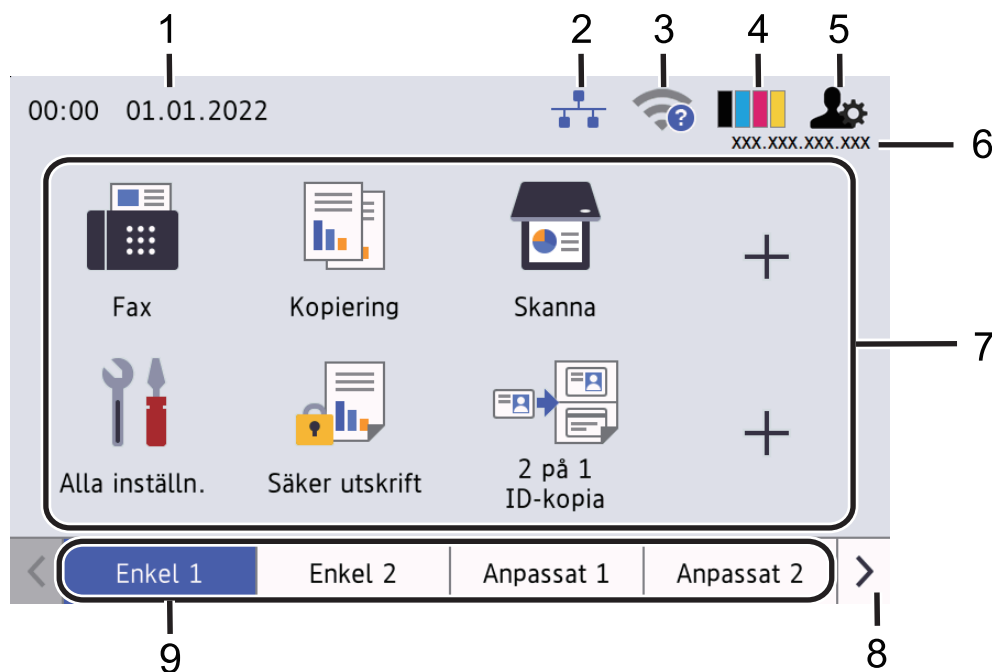 1 2 3 4 5
00:00 01.01.2022
?
XXX.XXX.XXX.XXX 6
Fax Kopiering Skanna +
7
Alla inställn. Säker utskrift 2 på 1
ID-kopia +
< Enkel 1 Enkel 2 Anpassat 1 Anpassat 2 >
9 8